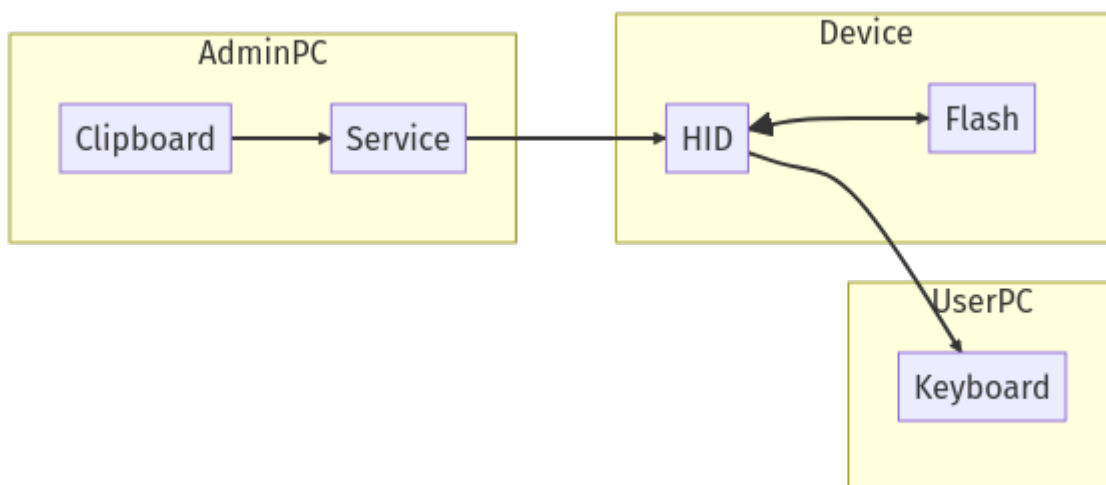 AdminPC
Clipboard
Service
Device
HID
Flash
UserPC
Keyboard